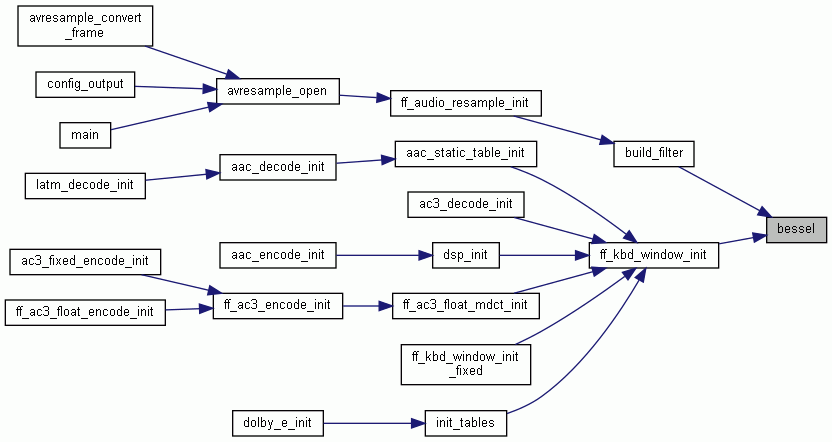 avresample_convert
_frame
config_output
avresample_open
main
ff_audio_resample_init
build_filter
aac_static_table_init
aac_decode_init
latm_decode_init
ac3_decode_init
bessel
ff_kbd_window_init
dsp_init
aac_encode_init
ac3_fixed_encode_init
ff_ac3_float_encode_init
ff_ac3_encode_init
ff_ac3_float_mdct_init
ff_kbd_window_init
_fixed
dolby_e_init
init_tables